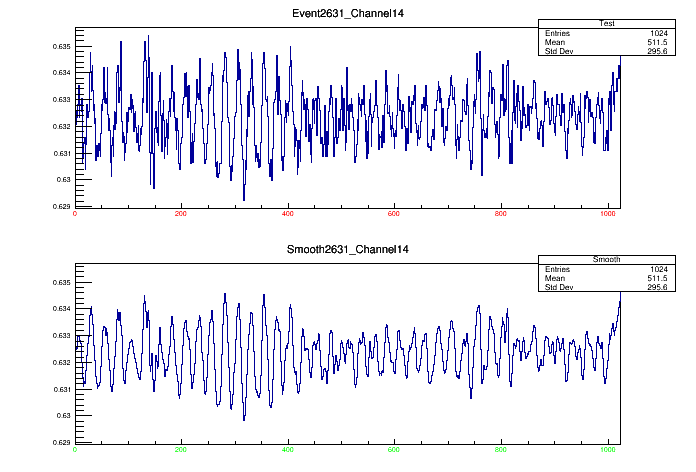 Event2631_Channel14
Test
Entries 1024
Mean 511.5
Std Dev 295.6
0.635
0.634
0.633
0.632
0.631
0.63
0.629
0 200 400 600 800 1000
Smooth2631_Channel14
Smooth
Entries 1024
Mean 511.5
Std Dev 295.6
0.635
0.634
0.633
0.632
0.631
0.63
0.629
0 200 400 600 800 1000